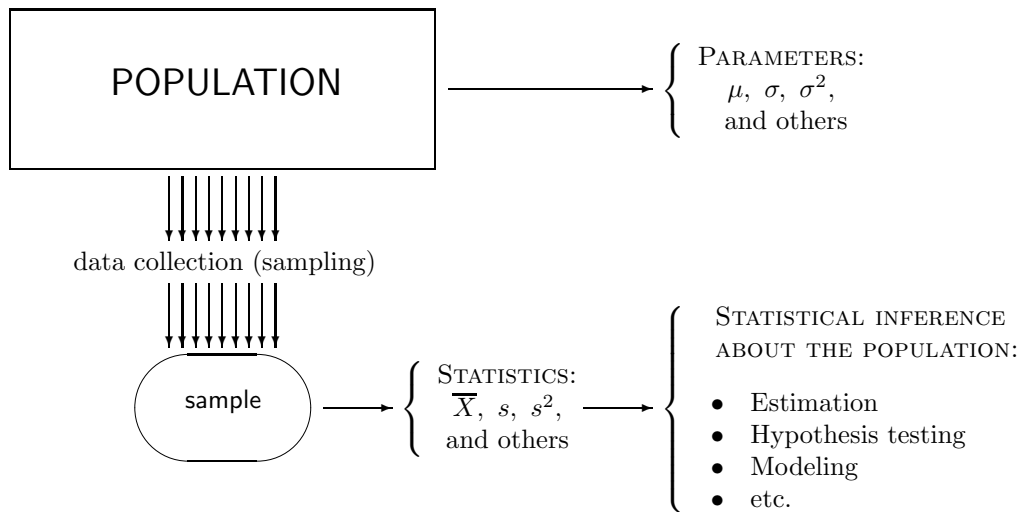 POPULATION
PARAMETERS:
μ, σ, σ²,
and others
data collection (sampling)
sample
STATISTICS:
X̅, s, s²,
and others
STATISTICAL INFERENCE
ABOUT THE POPULATION:
• Estimation
• Hypothesis testing
• Modeling
• etc.